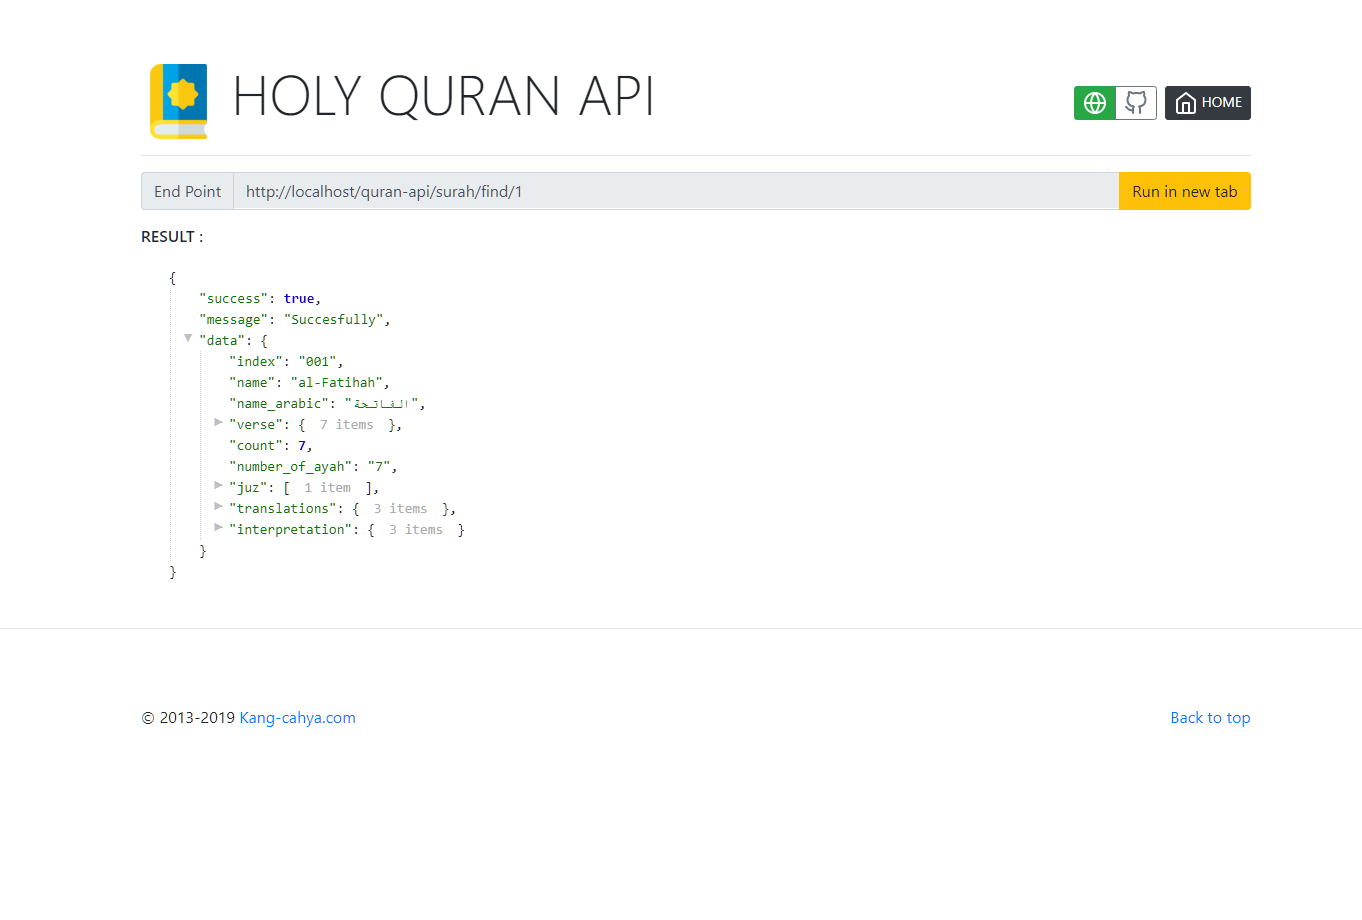 HOLY QURAN API
HOME
End Point http://localhost/quran-api/surah/find/1 Run in new tab
RESULT :
{
"success": true,
"message": "Succesfully",
"data": {
"index": "001",
"name": "al-Fatihah",
"name_arabic": "الفاتحة",
"verse": { 7 items },
"count": 7,
"number_of_ayah": "7",
"juz": [ 1 item ],
"translations": { 3 items },
"interpretation": { 3 items }
}
}
© 2013-2019 Kang-cahya.com
Back to top